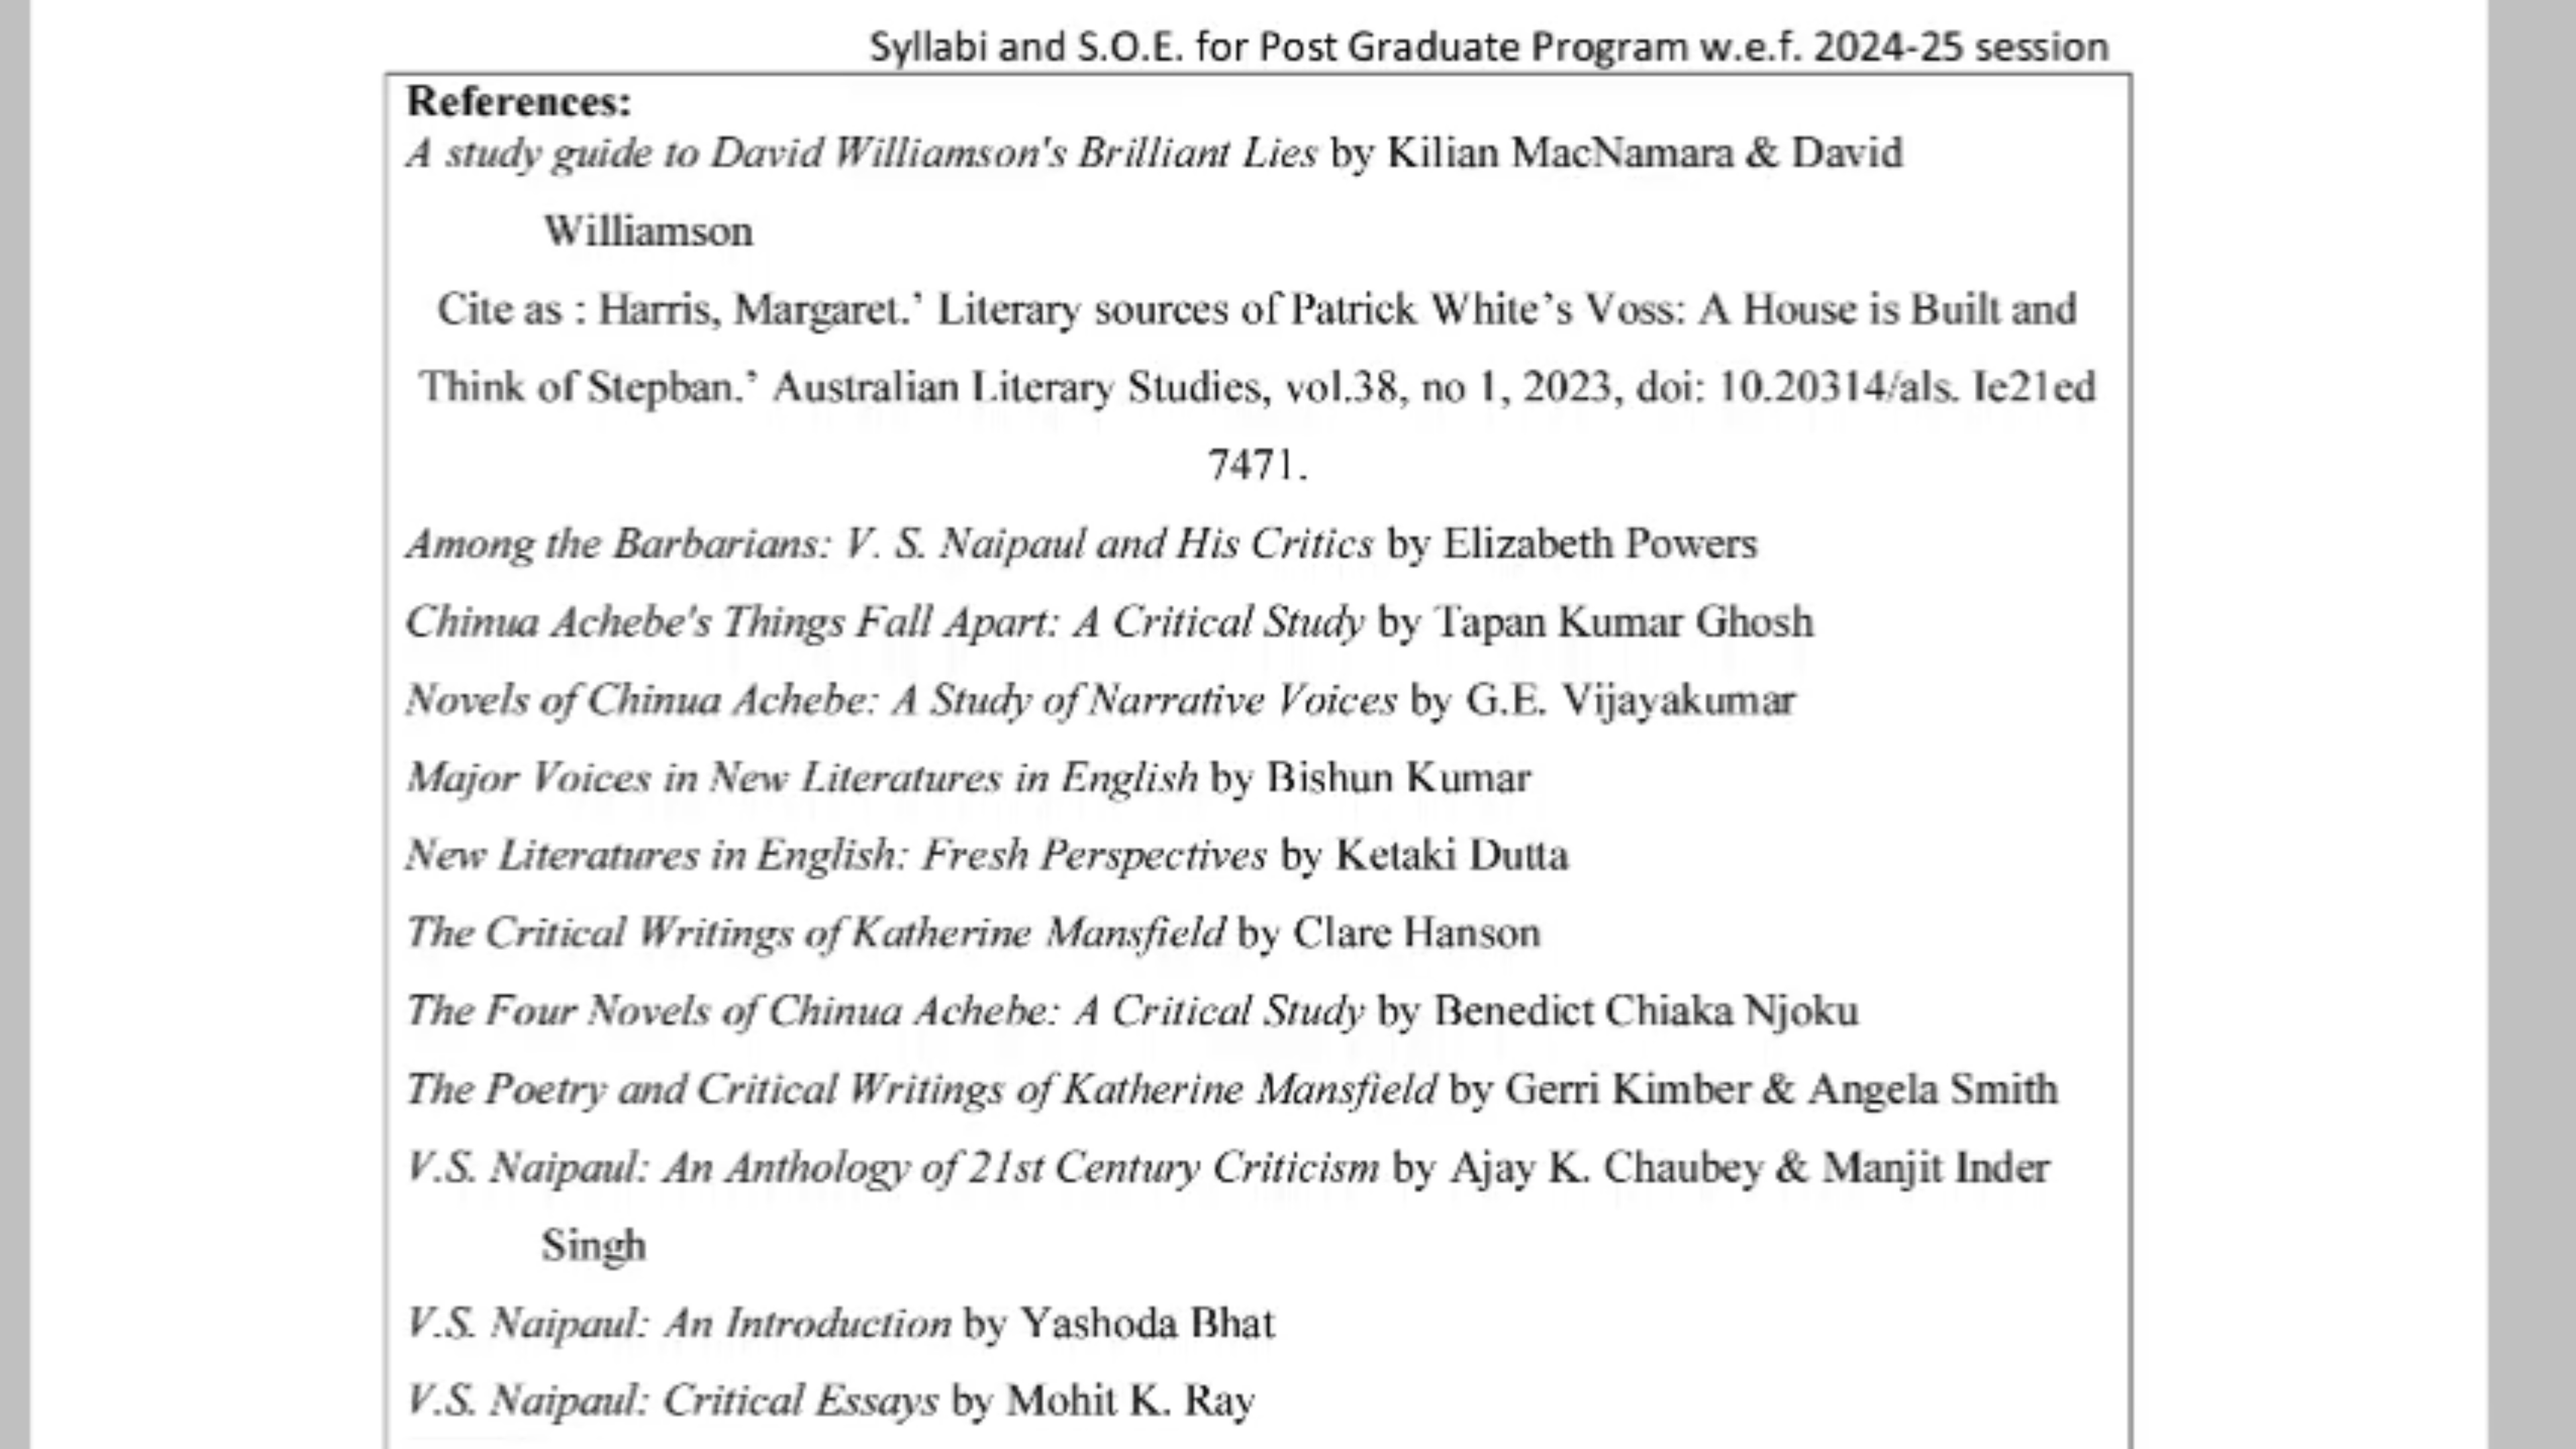 Syllabi and S.O.E. for Post Graduate Program w.e.f. 2024-25 session
References:
A study guide to David Williamson's Brilliant Lies by Kilian MacNamara & David
Williamson
Cite as : Harris, Margaret.’ Literary sources of Patrick White’s Voss: A House is Built and
Think of Stepban.’ Australian Literary Studies, vol.38, no 1, 2023, doi: 10.20314/als. Ie21ed
7471.
Among the Barbarians: V. S. Naipaul and His Critics by Elizabeth Powers
Chinua Achebe's Things Fall Apart: A Critical Study by Tapan Kumar Ghosh
Novels of Chinua Achebe: A Study of Narrative Voices by G.E. Vijayakumar
Major Voices in New Literatures in English by Bishun Kumar
New Literatures in English: Fresh Perspectives by Ketaki Dutta
The Critical Writings of Katherine Mansfield by Clare Hanson
The Four Novels of Chinua Achebe: A Critical Study by Benedict Chiaka Njoku
The Poetry and Critical Writings of Katherine Mansfield by Gerri Kimber & Angela Smith
V.S. Naipaul: An Anthology of 21st Century Criticism by Ajay K. Chaubey & Manjit Inder
Singh
V.S. Naipaul: An Introduction by Yashoda Bhat
V.S. Naipaul: Critical Essays by Mohit K. Ray